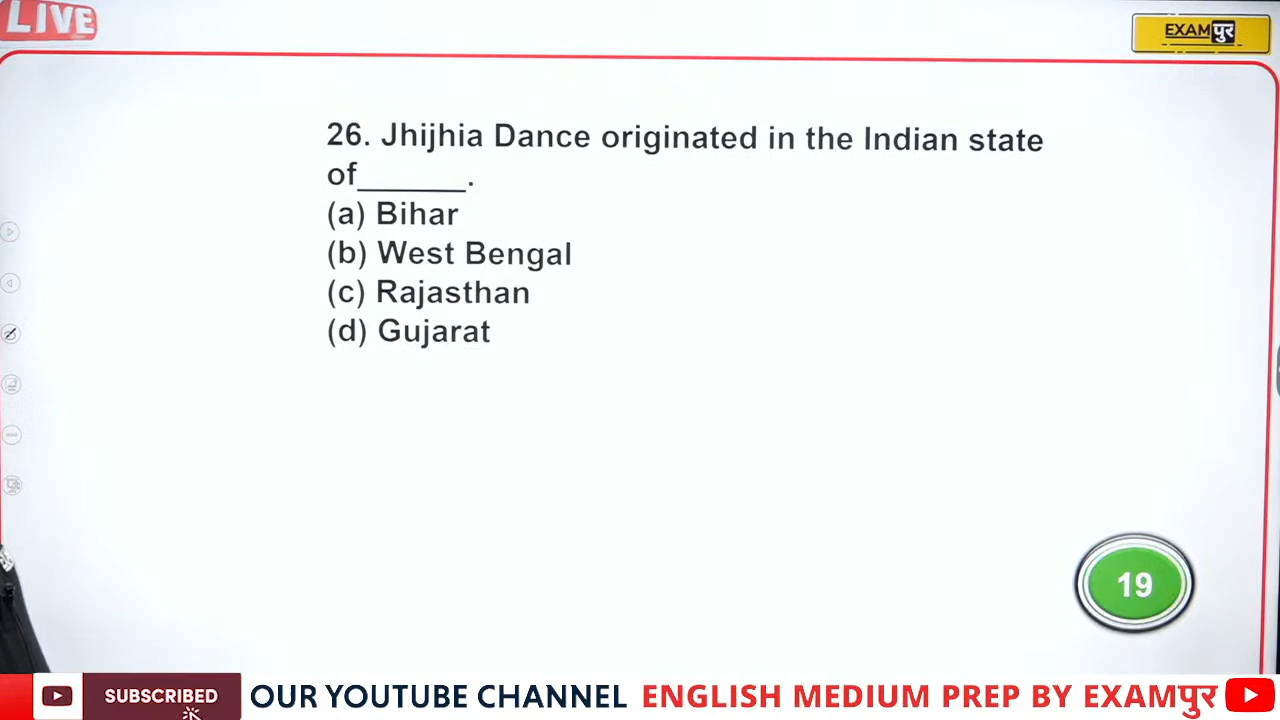 LIVE
EXAMपुर
26. Jhijhia Dance originated in the Indian state
of______.
(a) Bihar
(b) West Bengal
(c) Rajasthan
(d) Gujarat
19
SUBSCRIBED OUR YOUTUBE CHANNEL ENGLISH MEDIUM PREP BY EXAMपुर